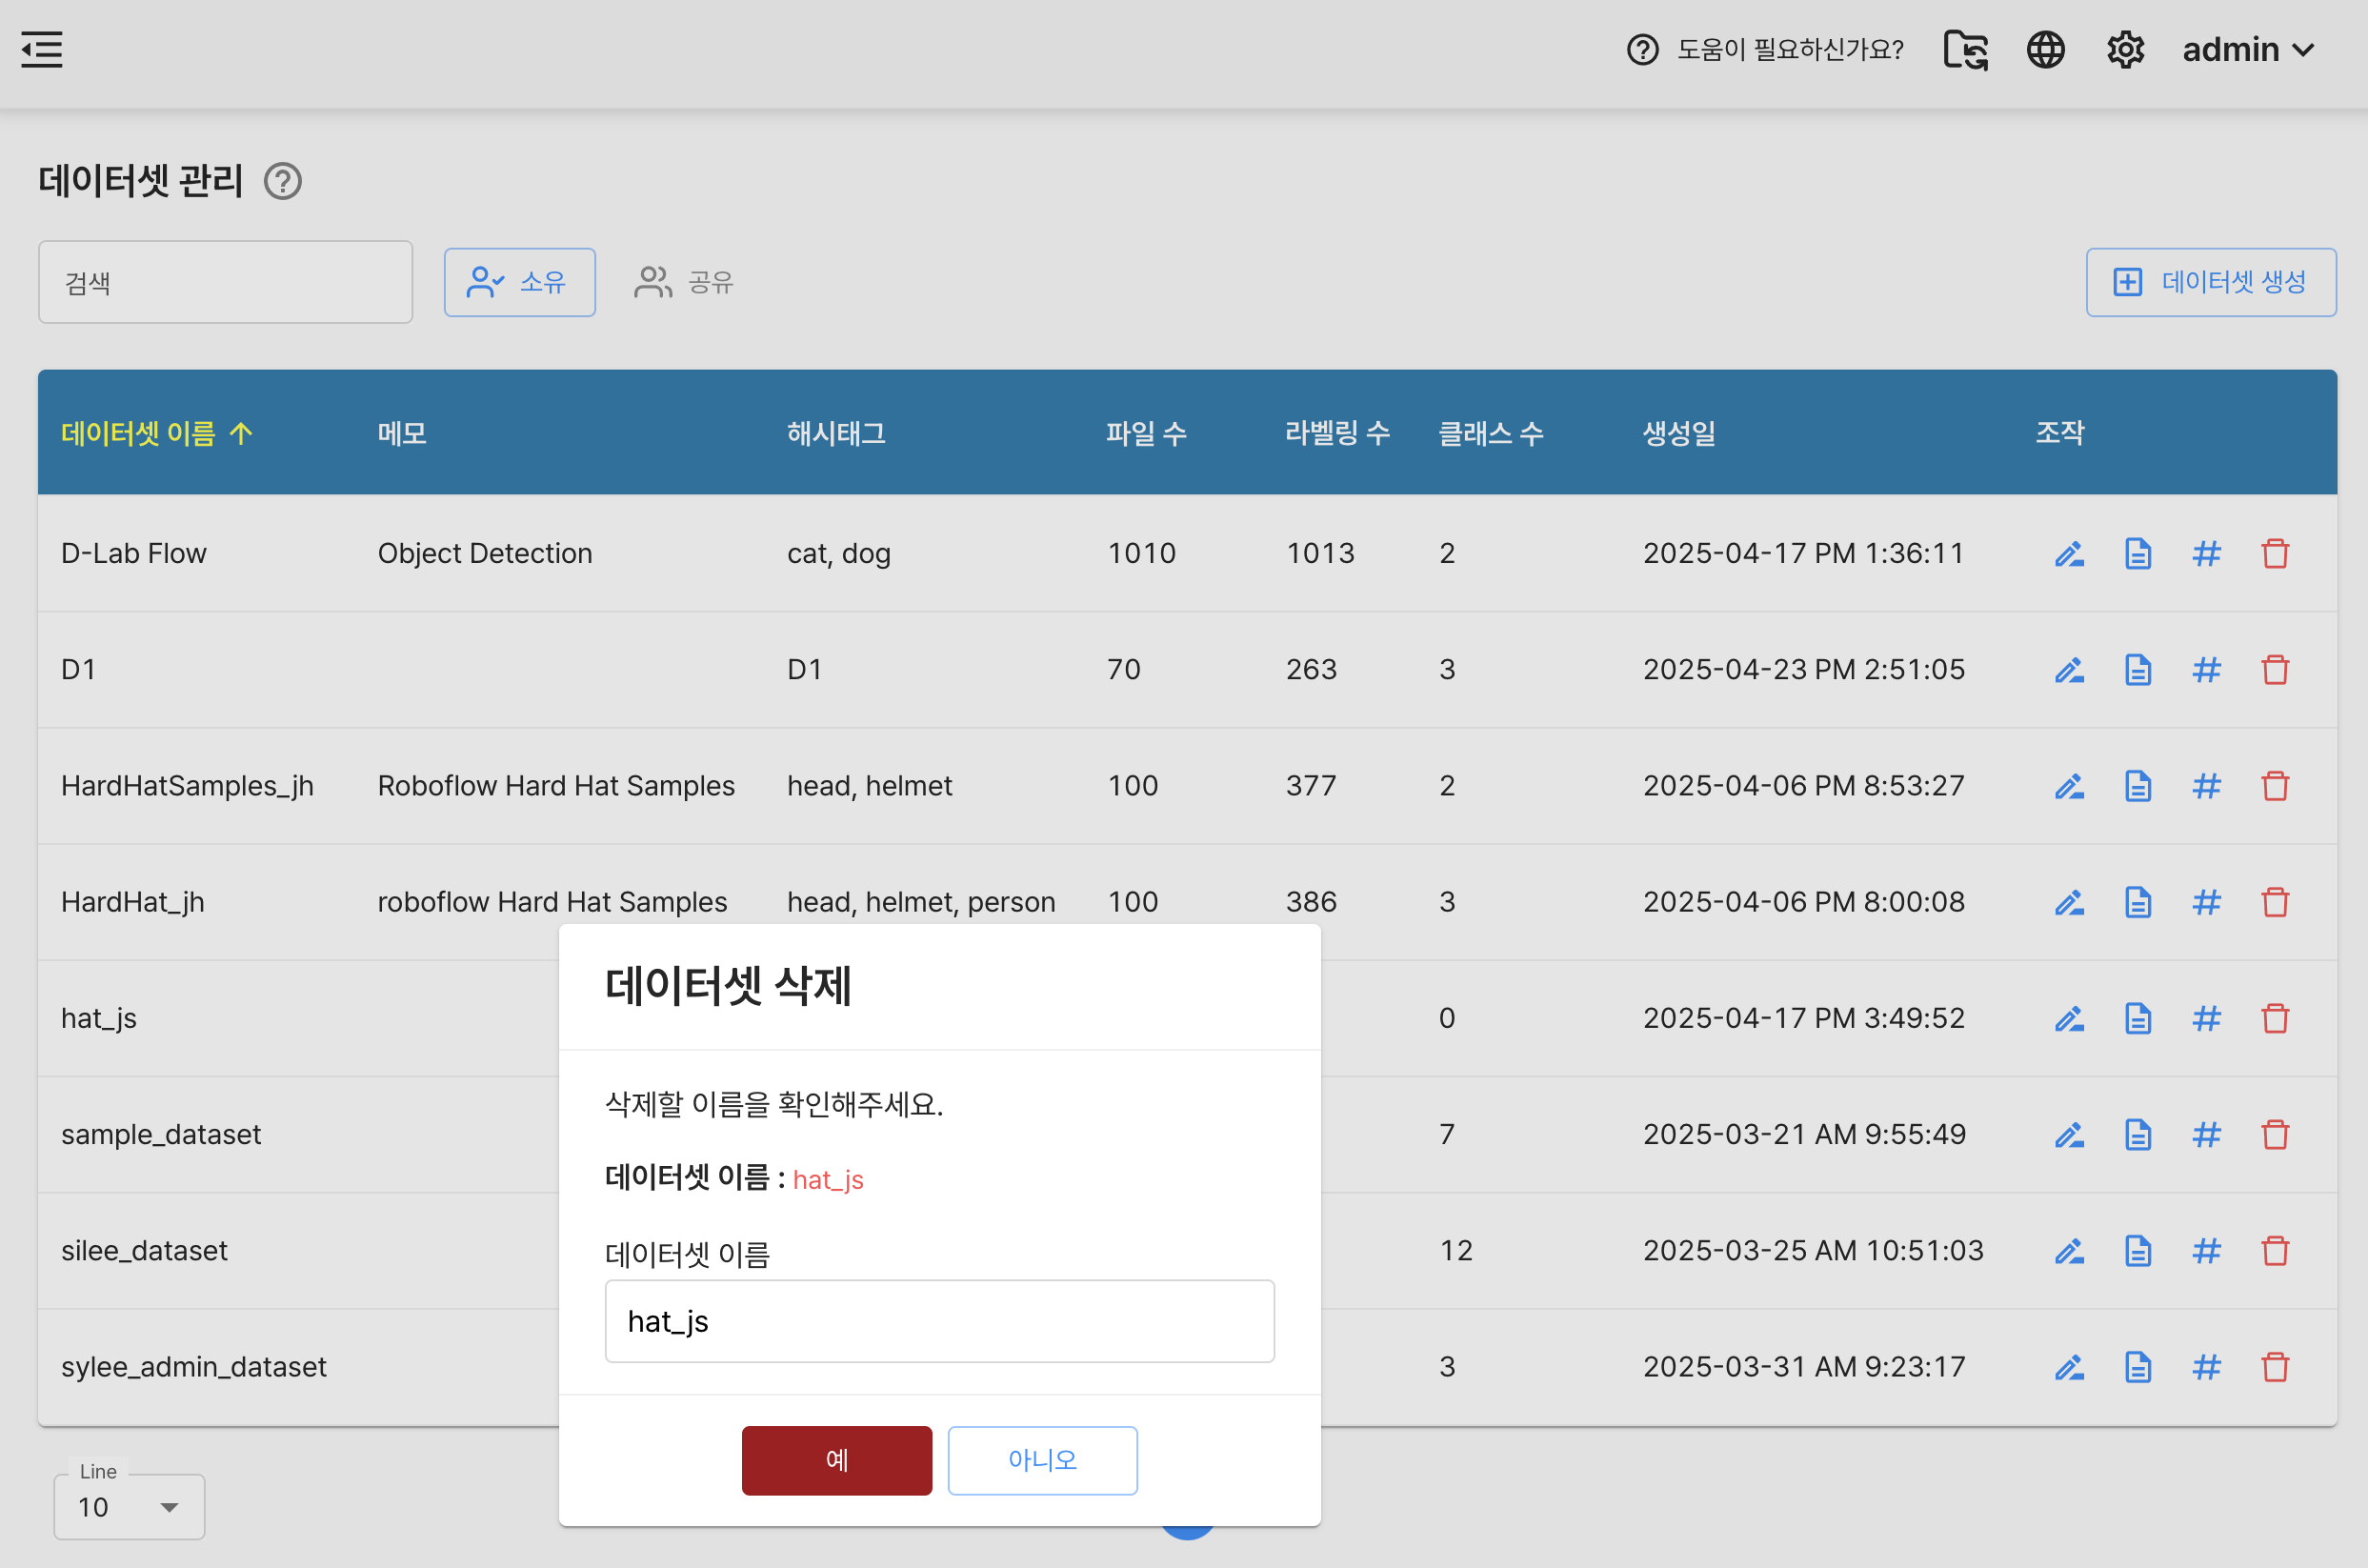 도움이 필요하신가요? admin
데이터셋 관리
검색 소유 공유 데이터셋 생성
데이터셋 이름 메모 해시태그 파일 수 라벨링 수 클래스 수 생성일 조작
D-Lab Flow Object Detection cat, dog 1010 1013 2 2025-04-17 PM 1:36:11
D1 D1 70 263 3 2025-04-23 PM 2:51:05
HardHatSamples_jh Roboflow Hard Hat Samples head, helmet 100 377 2 2025-04-06 PM 8:53:27
HardHat_jh roboflow Hard Hat Samples head, helmet, person 100 386 3 2025-04-06 PM 8:00:08
hat_js 0 2025-04-17 PM 3:49:52
sample_dataset 7 2025-03-21 AM 9:55:49
silee_dataset 12 2025-03-25 AM 10:51:03
sylee_admin_dataset 3 2025-03-31 AM 9:23:17
데이터셋 삭제
삭제할 이름을 확인해주세요.
데이터셋 이름 : hat_js
데이터셋 이름
hat_js
예 아니오
Line
10